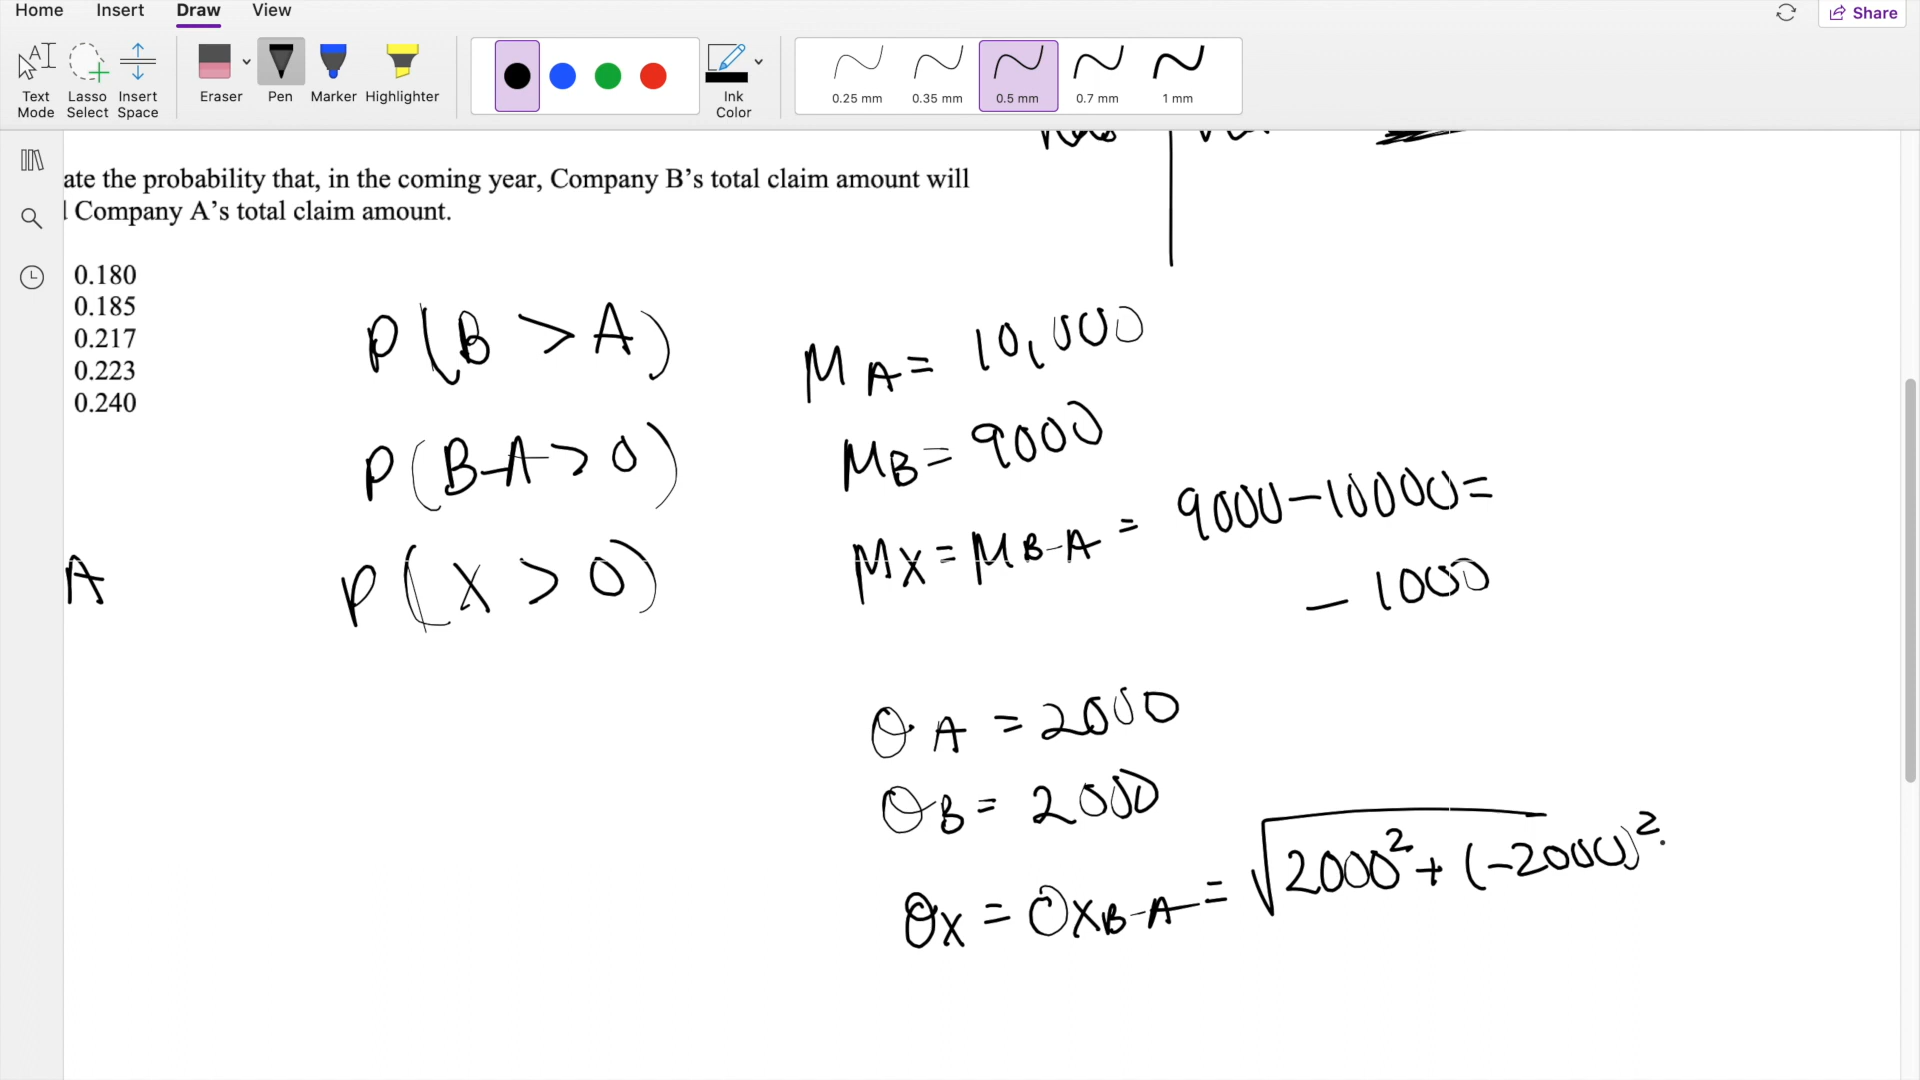 Home Insert Draw View Share
AI
Text Mode Lasso Select Insert Space Eraser Pen Marker Highlighter Ink Color 0.25 mm 0.35 mm 0.5 mm 0.7 mm 1 mm
ate the probability that, in the coming year, Company B’s total claim amount will
l Company A’s total claim amount.
0.180
0.185
0.217
0.223
0.240
P(B > A)
P(B-A > 0)
A
P(X > 0)
MA = 10,000
MB = 9000
MX = MB-A = 9000-10000=
- 1000
σA = 2000
σB = 2000
σX = σXB-A = √2000² + (-2000)²